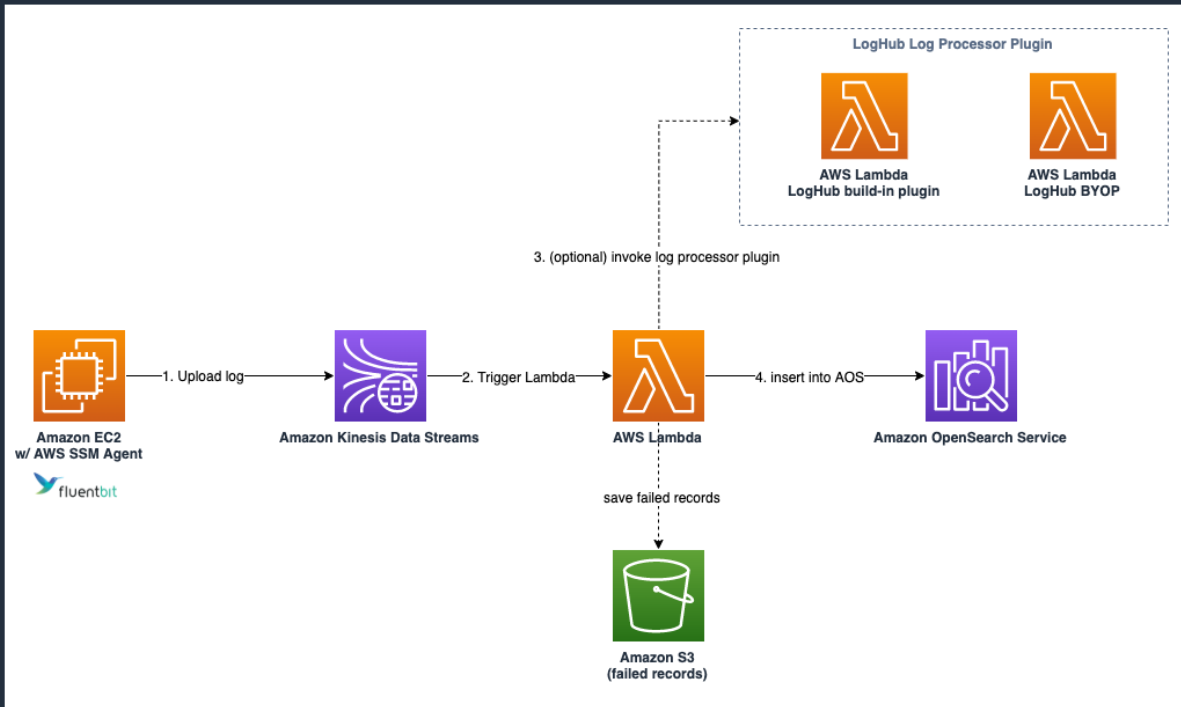 LogHub Log Processor Plugin
AWS Lambda
LogHub build-in plugin
AWS Lambda
LogHub BYOP
3. (optional) invoke log processor plugin
1. Upload log
2. Trigger Lambda
4. insert into AOS
Amazon EC2
w/ AWS SSM Agent
fluentbit
Amazon Kinesis Data Streams
AWS Lambda
Amazon OpenSearch Service
save failed records
Amazon S3
(failed records)